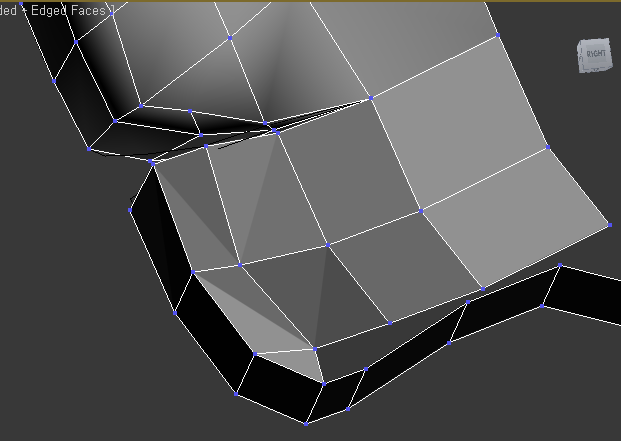 ded + Edged Faces ]
RIGHT